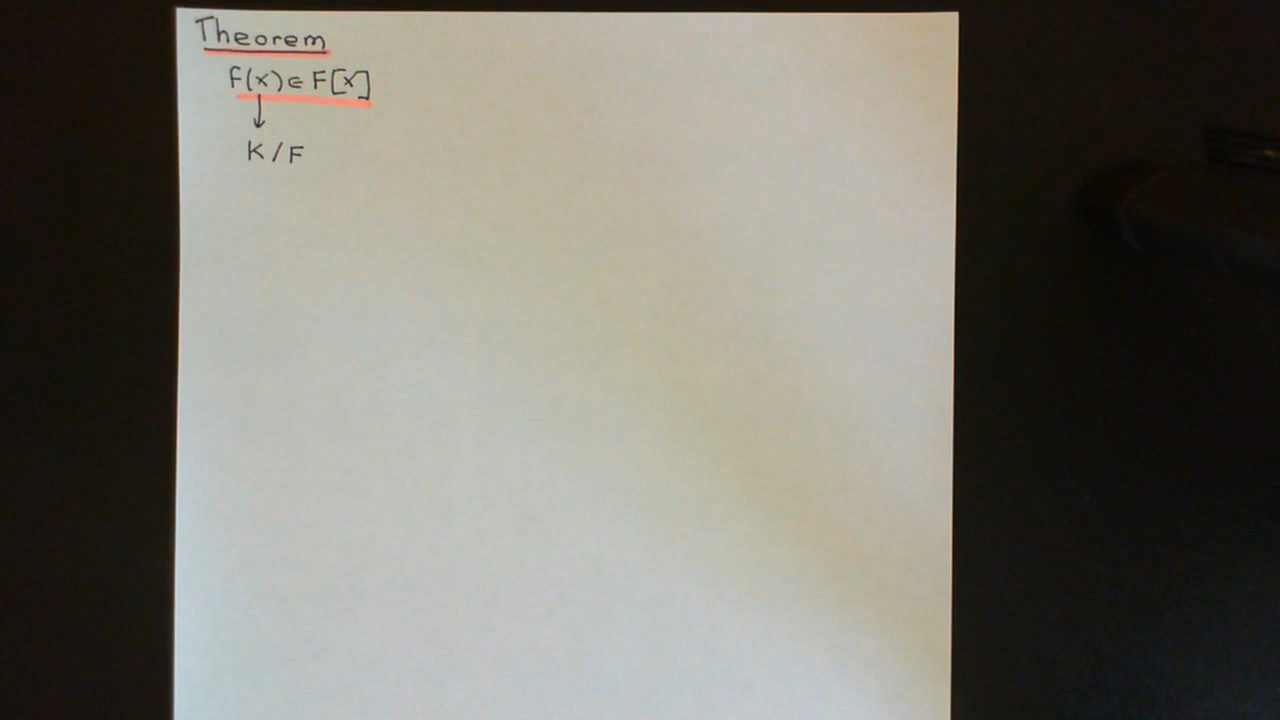 Theorem
f(x) ∈ F[x]
↓
K / F